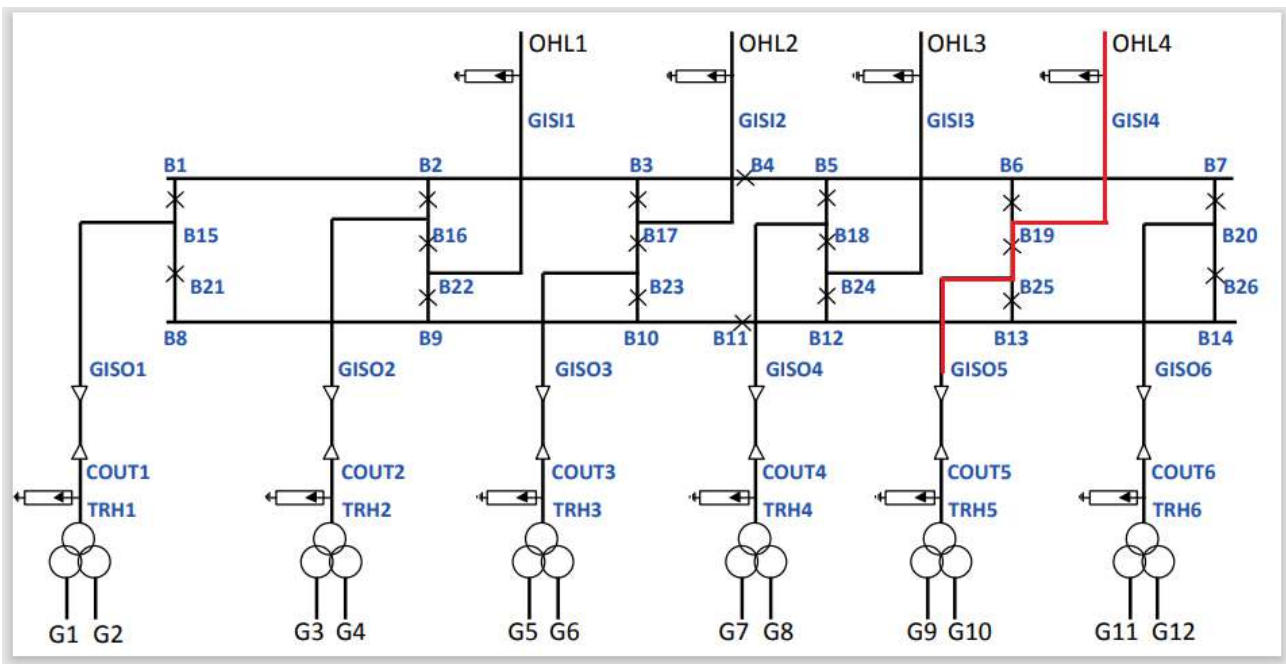 OHL1 OHL2 OHL3 OHL4
GISI1 GISI2 GISI3 GISI4
B1 B2 B3 B4 B5 B6 B7
B15 B16 B17 B18 B19 B20
B21 B22 B23 B24 B25 B26
B8 B9 B10 B11 B12 B13 B14
GISO1 GISO2 GISO3 GISO4 GISO5 GISO6
COUT1 COUT2 COUT3 COUT4 COUT5 COUT6
TRH1 TRH2 TRH3 TRH4 TRH5 TRH6
G1 G2 G3 G4 G5 G6 G7 G8 G9 G10 G11 G12